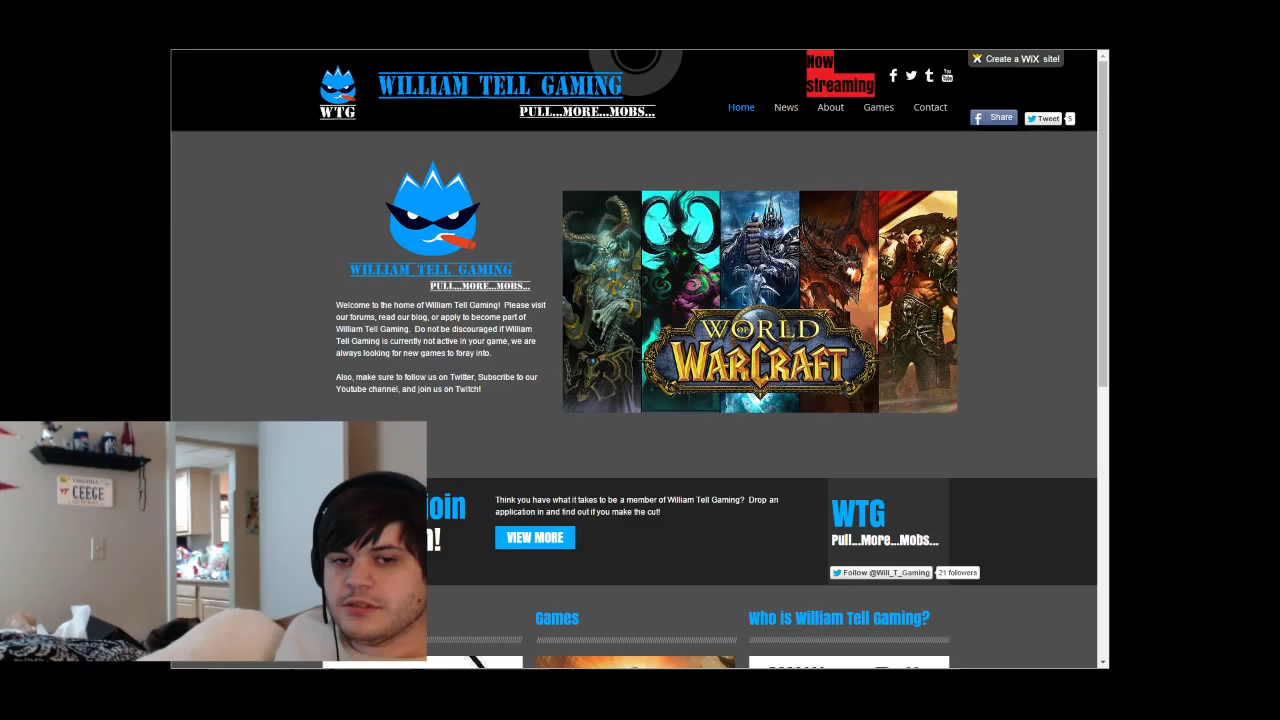 WTG
WILLIAM TELL GAMING
PULL...MORE...MOBS...
Now
streaming
Create a WiX site!
Home
News
About
Games
Contact
Share
Tweet
5
WILLIAM TELL GAMING
PULL...MORE...MOBS...
Welcome to the home of William Tell Gaming!  Please visit
our forums, read our blog, or apply to become part of
William Tell Gaming.  Do not be discouraged if William
Tell Gaming is currently not active in your game, we are
always looking for new games to foray into.
Also, make sure to follow us on Twitter, Subscribe to our
Youtube channel, and join us on Twitch!
WORLD
OF
WARCRAFT
VIRGINIA
VT CEEGE
join
!
Think you have what it takes to be a member of William Tell Gaming?  Drop an
application in and find out if you make the cut!
VIEW MORE
WTG
Pull...More...Mobs...
Follow @Will_T_Gaming
21 followers
Games
Who is William Tell Gaming?